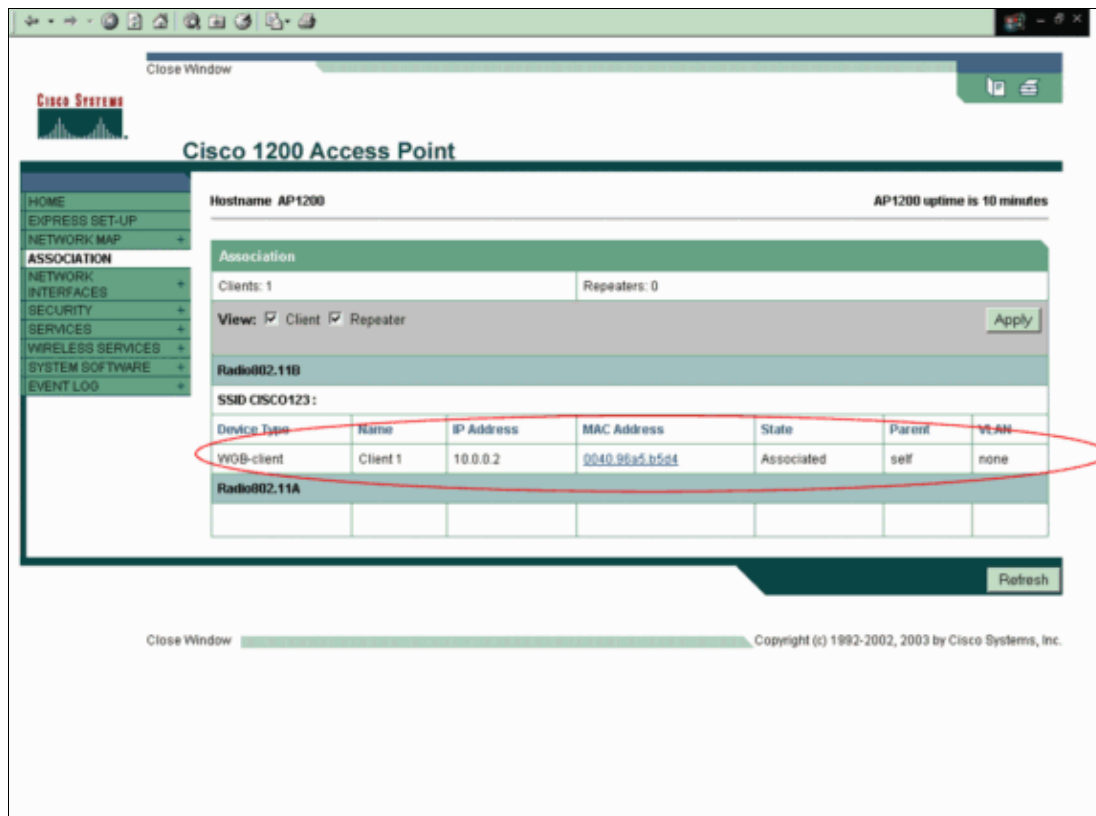 Close Window
CISCO SYSTEMS
Cisco 1200 Access Point
HOME
EXPRESS SET-UP
NETWORK MAP +
ASSOCIATION
NETWORK
INTERFACES +
SECURITY +
SERVICES +
WIRELESS SERVICES +
SYSTEM SOFTWARE +
EVENT LOG +
Hostname AP1200
AP1200 uptime is 10 minutes
Association
Clients: 1
Repeaters: 0
View: Client Repeater
Apply
Radio802.11B
SSID CISCO123 :
Device Type Name IP Address MAC Address State Parent VLAN
WGB-client Client 1 10.0.0.2 0040.96a5.b5d4 Associated self none
Radio802.11A
Refresh
Close Window
Copyright (c) 1992-2002, 2003 by Cisco Systems, Inc.